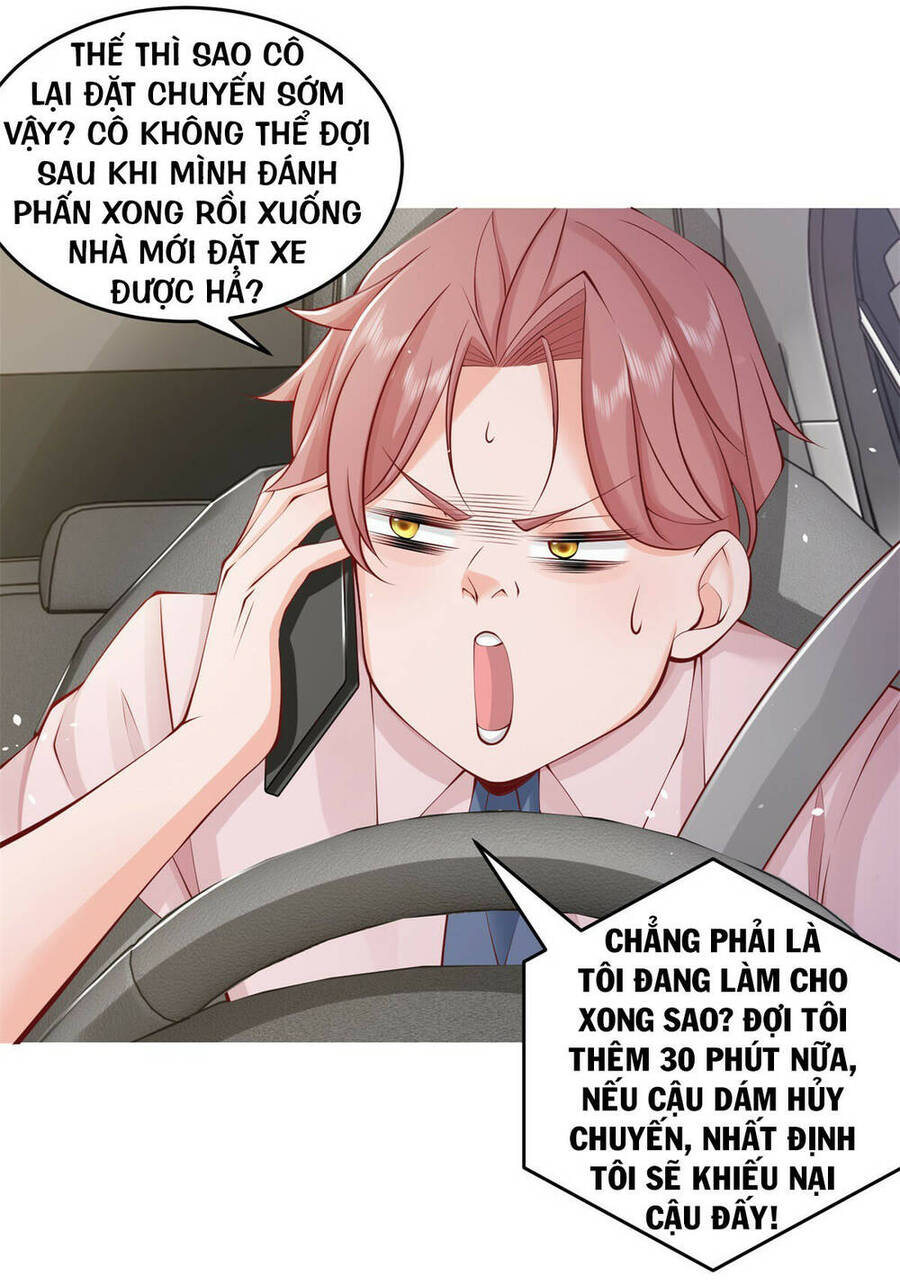 THẾ THÌ SAO CÔ
LẠI ĐẶT CHUYẾN SỚM
VẬY? CÔ KHÔNG THỂ ĐỢI
SAU KHI MÌNH ĐÁNH
PHẤN XONG RỒI XUỐNG
NHÀ MỚI ĐẶT XE
ĐƯỢC HẢ?
CHẲNG PHẢI LÀ
TÔI ĐANG LÀM CHO
XONG SAO? ĐỢI TÔI
THÊM 30 PHÚT NỮA,
NẾU CẬU DÁM HỦY
CHUYẾN, NHẤT ĐỊNH
TÔI SẼ KHIẾU NẠI
CẬU ĐẤY!